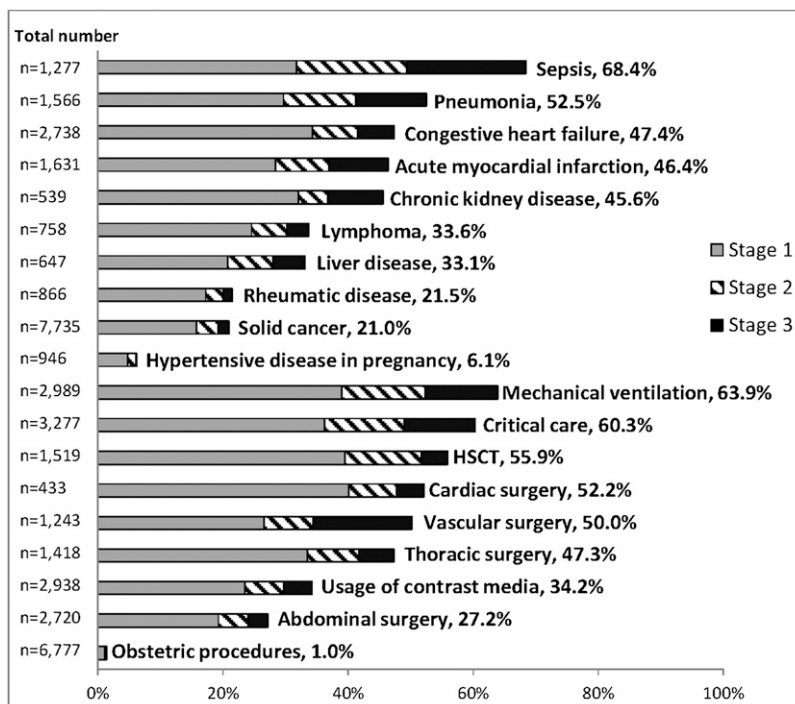 Total number
n=1,277 Sepsis, 68.4%
n=1,566 Pneumonia, 52.5%
n=2,738 Congestive heart failure, 47.4%
n=1,631 Acute myocardial infarction, 46.4%
n=539 Chronic kidney disease, 45.6%
n=758 Lymphoma, 33.6%
n=647 Liver disease, 33.1%
n=866 Rheumatic disease, 21.5%
n=7,735 Solid cancer, 21.0%
n=946 Hypertensive disease in pregnancy, 6.1%
n=2,989 Mechanical ventilation, 63.9%
n=3,277 Critical care, 60.3%
n=1,519 HSCT, 55.9%
n=433 Cardiac surgery, 52.2%
n=1,243 Vascular surgery, 50.0%
n=1,418 Thoracic surgery, 47.3%
n=2,938 Usage of contrast media, 34.2%
n=2,720 Abdominal surgery, 27.2%
n=6,777 Obstetric procedures, 1.0%
Stage 1
Stage 2
Stage 3
0% 20% 40% 60% 80% 100%